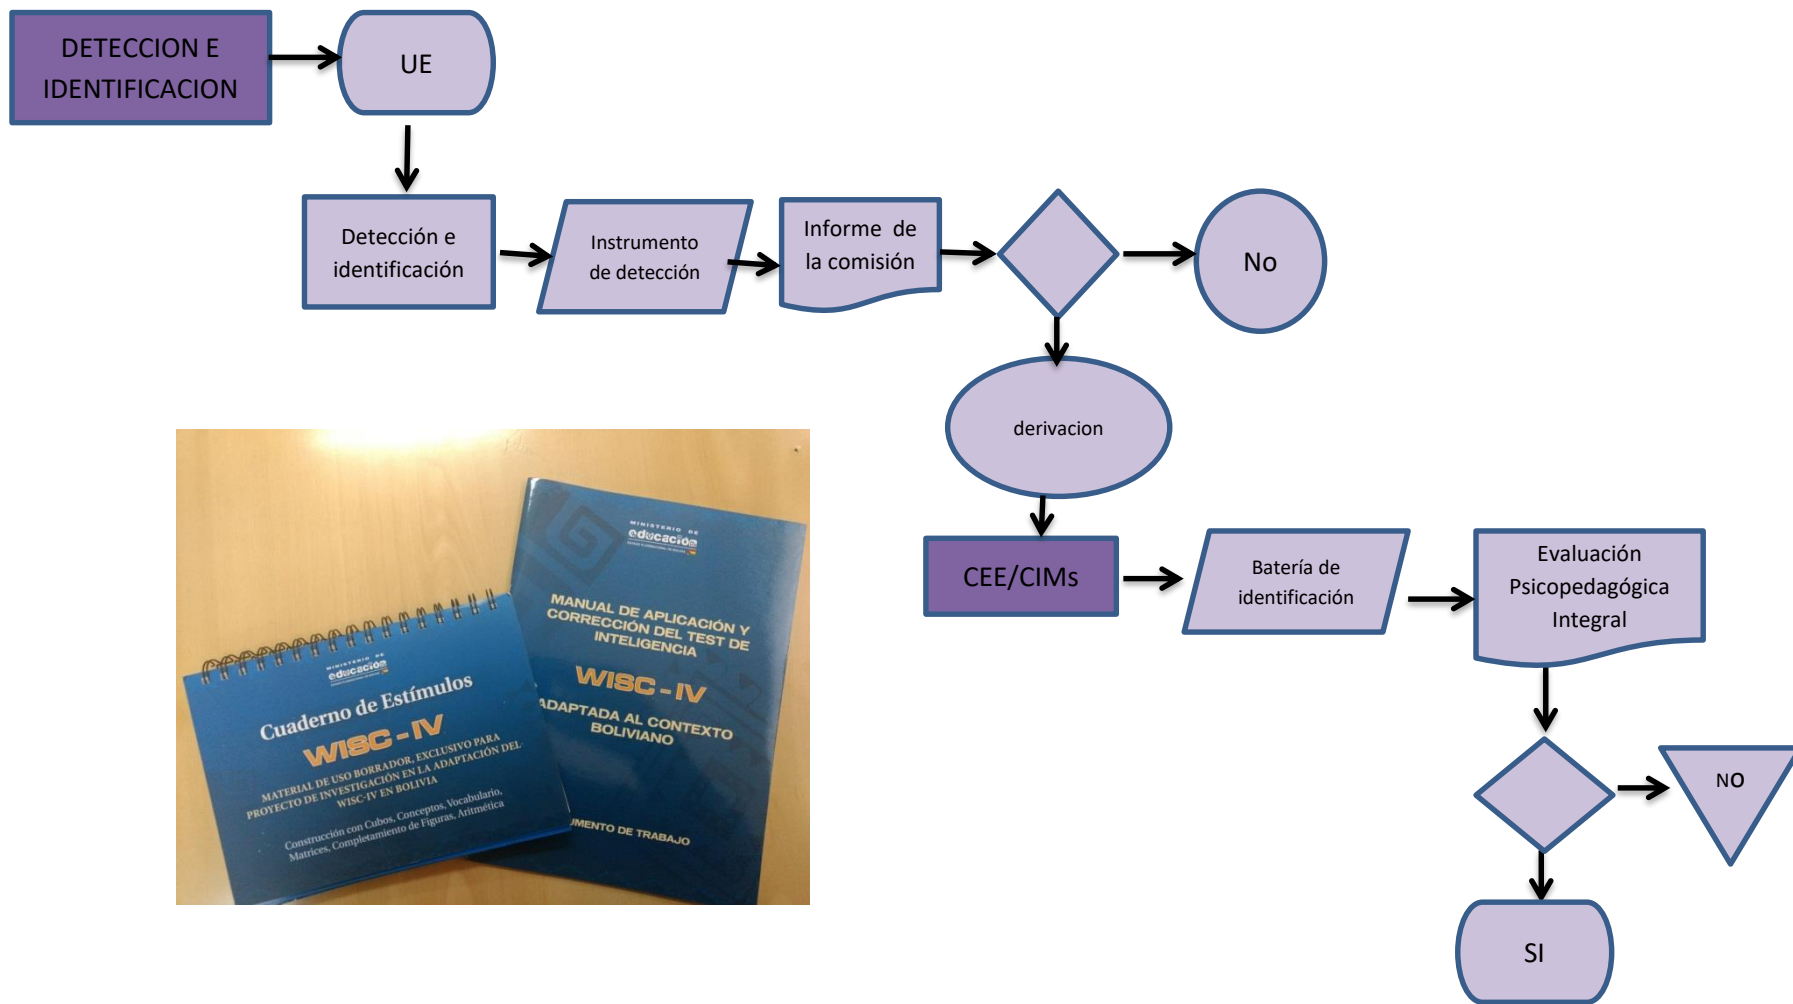 DETECCION E
IDENTIFICACION
UE
Detección e
identificación
Instrumento
de detección
Informe de
la comisión
No
derivacion
CEE/CIMs
Batería de
identificación
Evaluación
Psicopedagógica
Integral
NO
SI
MINISTERIO DE
educación
MANUAL DE APLICACIÓN Y
CORRECCIÓN DEL TEST DE
INTELIGENCIA
WISC-IV
ADAPTADA AL CONTEXTO
BOLIVIANO
UMENTO DE TRABAJO
MINISTERIO DE
educación
Cuaderno de Estímulos
WISC-IV
MATERIAL DE USO BORRADOR, EXCLUSIVO PARA
PROYECTO DE INVESTIGACIÓN EN LA ADAPTACIÓN DEL
WISC-IV EN BOLIVIA
Construcción con Cubos, Conceptos, Vocabulario,
Matrices, Completamiento de Figuras, Aritmética